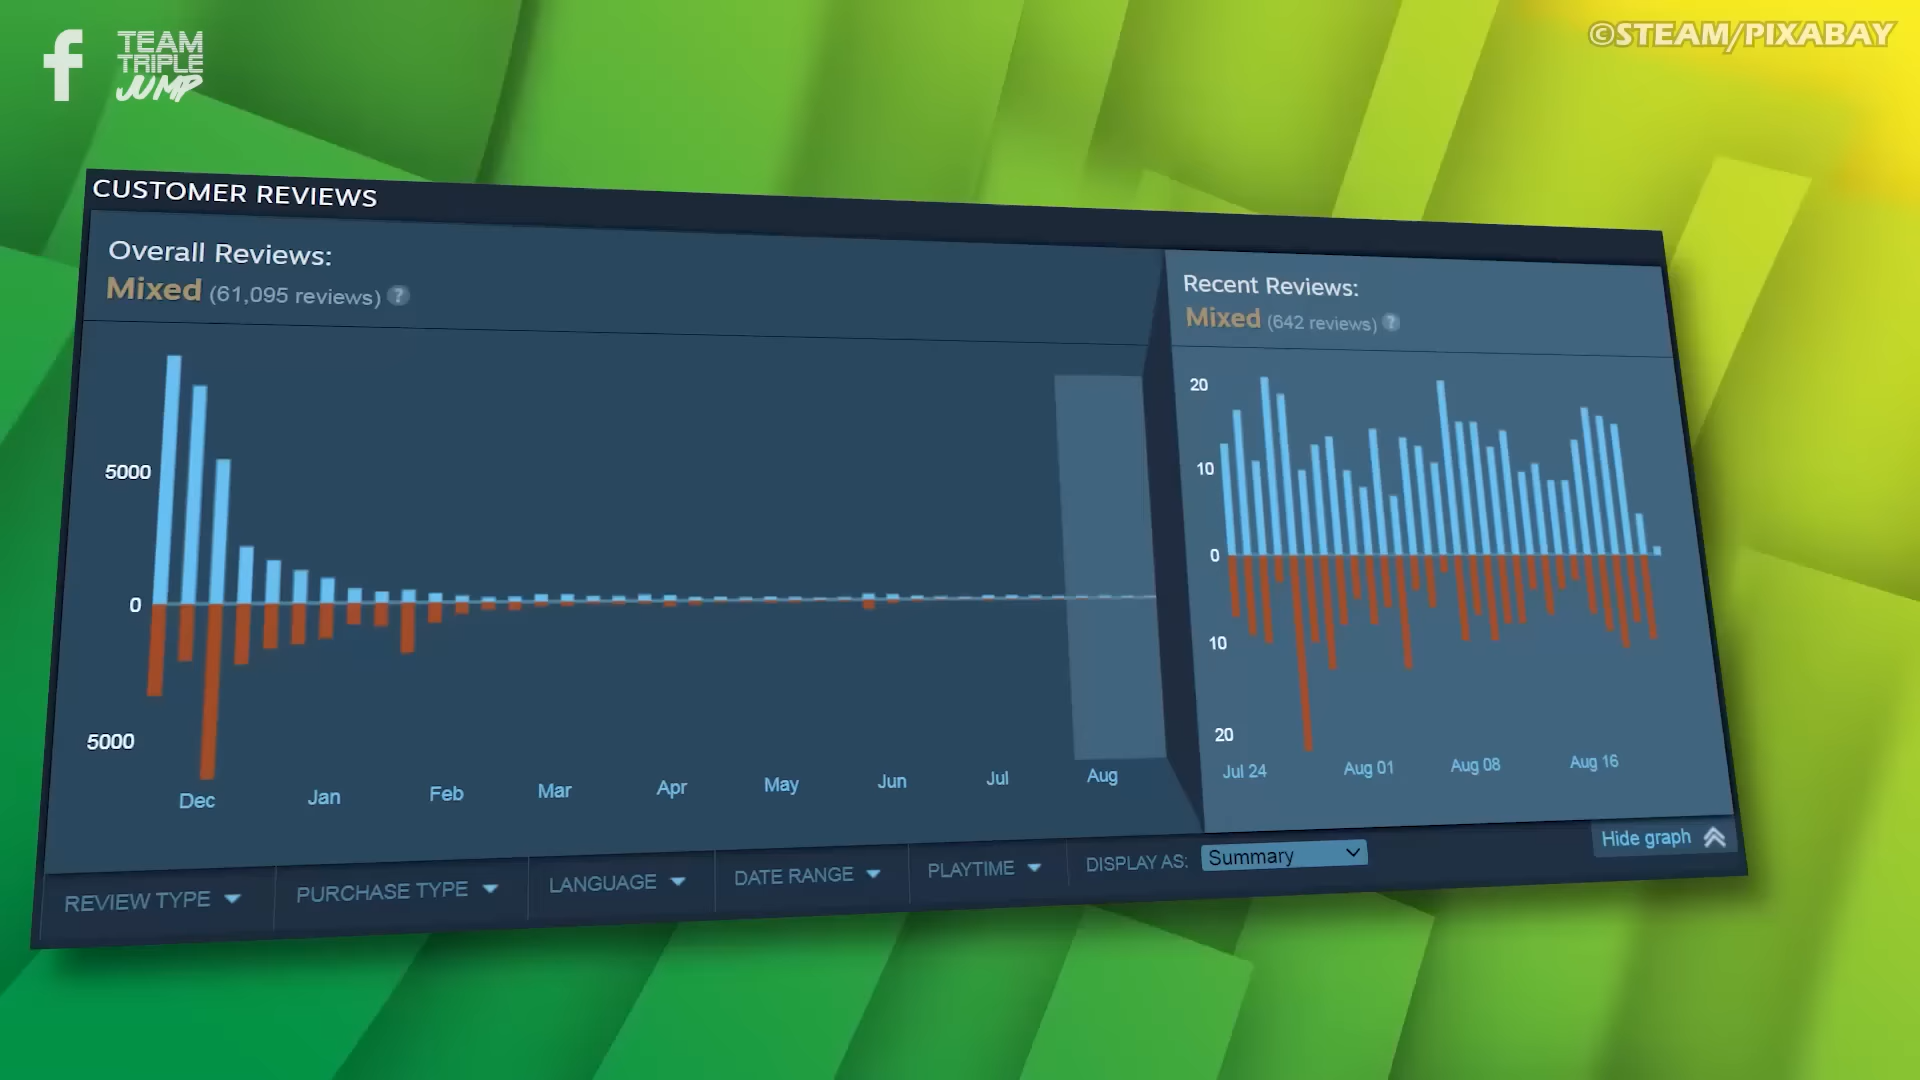 f
TEAM
TRIPLE
JUMP
©STEAM/PIXABAY
CUSTOMER REVIEWS
Overall Reviews:
Mixed (61,095 reviews) ?
5000
0
5000
Dec Jan Feb Mar Apr May Jun Jul Aug
Recent Reviews:
Mixed (642 reviews) ?
20
10
0
10
20
Jul 24 Aug 01 Aug 08 Aug 16
Hide graph
REVIEW TYPE PURCHASE TYPE LANGUAGE DATE RANGE PLAYTIME DISPLAY AS: Summary